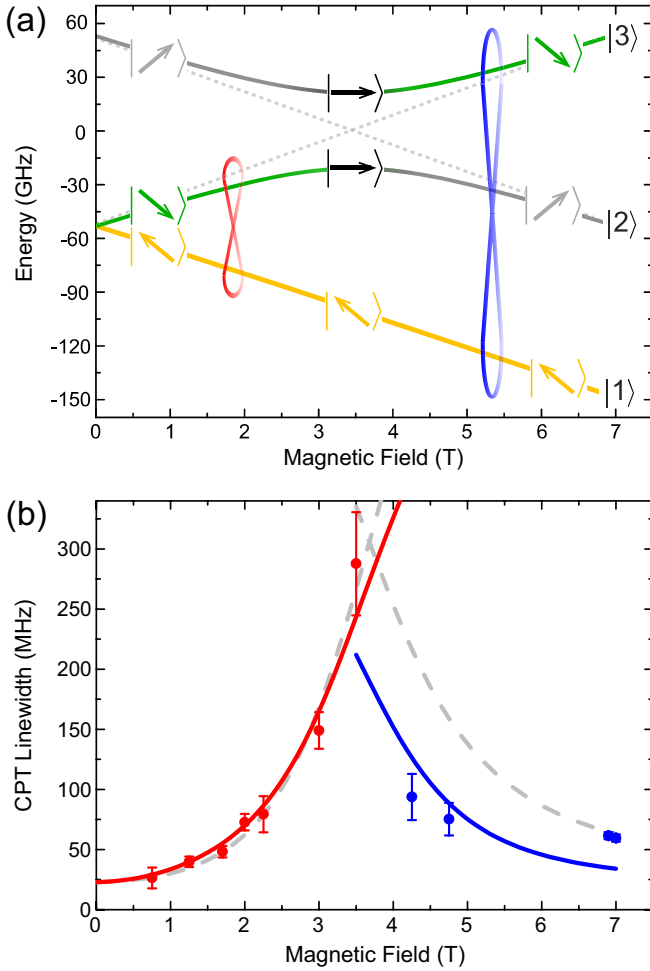 (a)
60
30
0
-30
-60
-90
-120
-150
Energy (GHz)
|3⟩
|2⟩
|1⟩
0 1 2 3 4 5 6 7
Magnetic Field (T)
(b)
300
250
200
150
100
50
0
CPT Linewidth (MHz)
0 1 2 3 4 5 6 7
Magnetic Field (T)